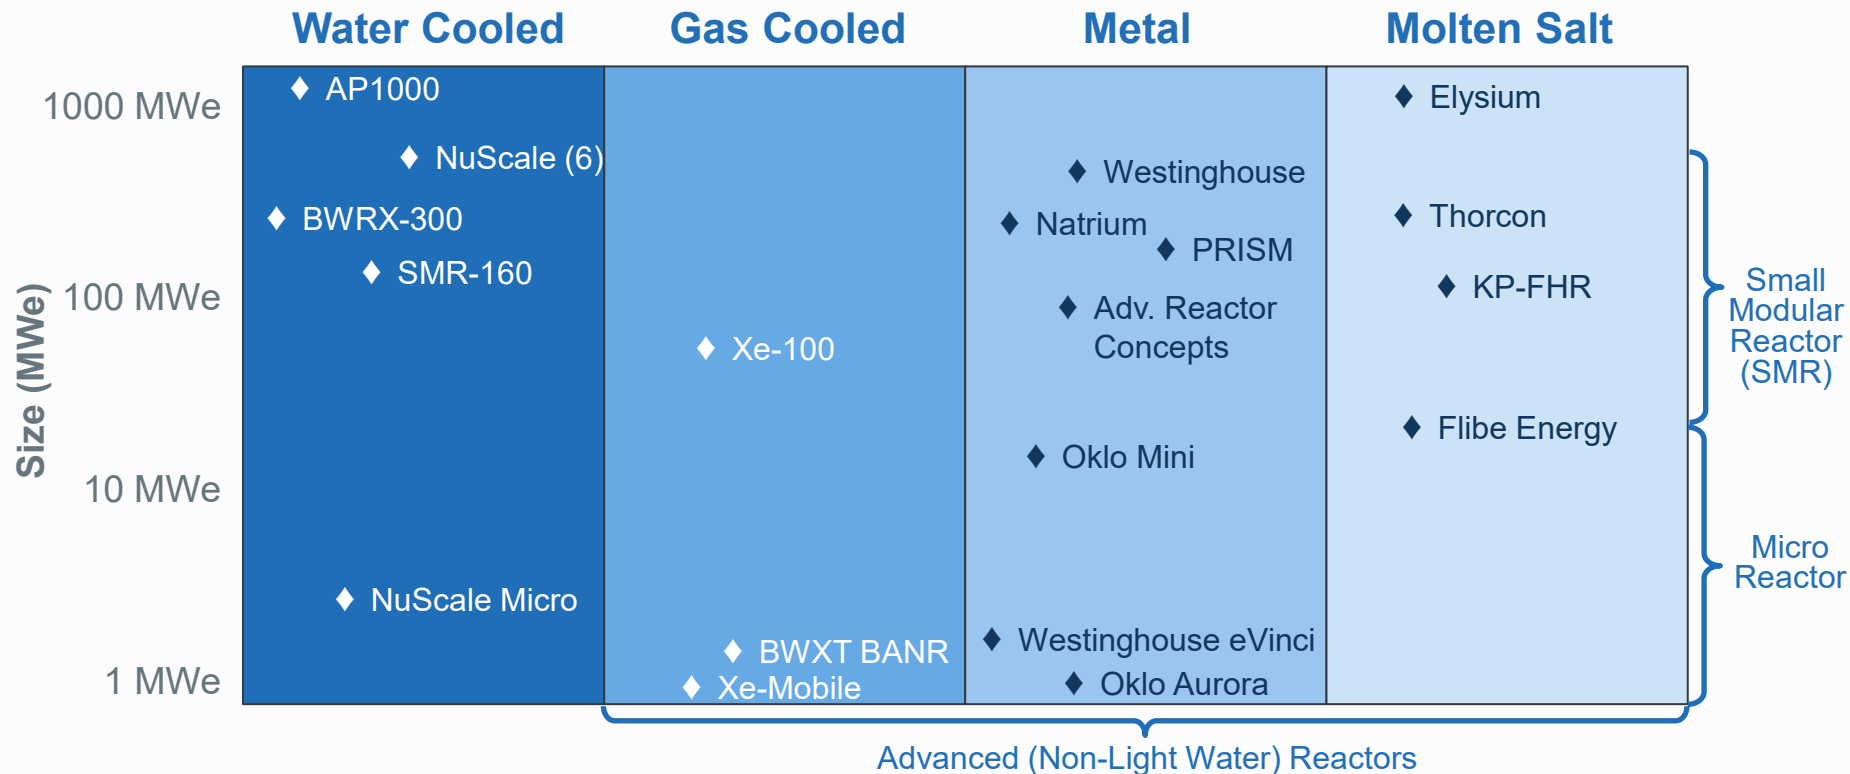 Water Cooled
Gas Cooled
Metal
Molten Salt
Size (MWe)
1000 MWe
100 MWe
10 MWe
1 MWe
AP1000
NuScale (6)
BWRX-300
SMR-160
NuScale Micro
Xe-100
BWXT BANR
Xe-Mobile
Westinghouse
Natrium
PRISM
Adv. Reactor
Concepts
Oklo Mini
Westinghouse eVinci
Oklo Aurora
Elysium
Thorcon
KP-FHR
Flibe Energy
Small
Modular
Reactor
(SMR)
Micro
Reactor
Advanced (Non-Light Water) Reactors